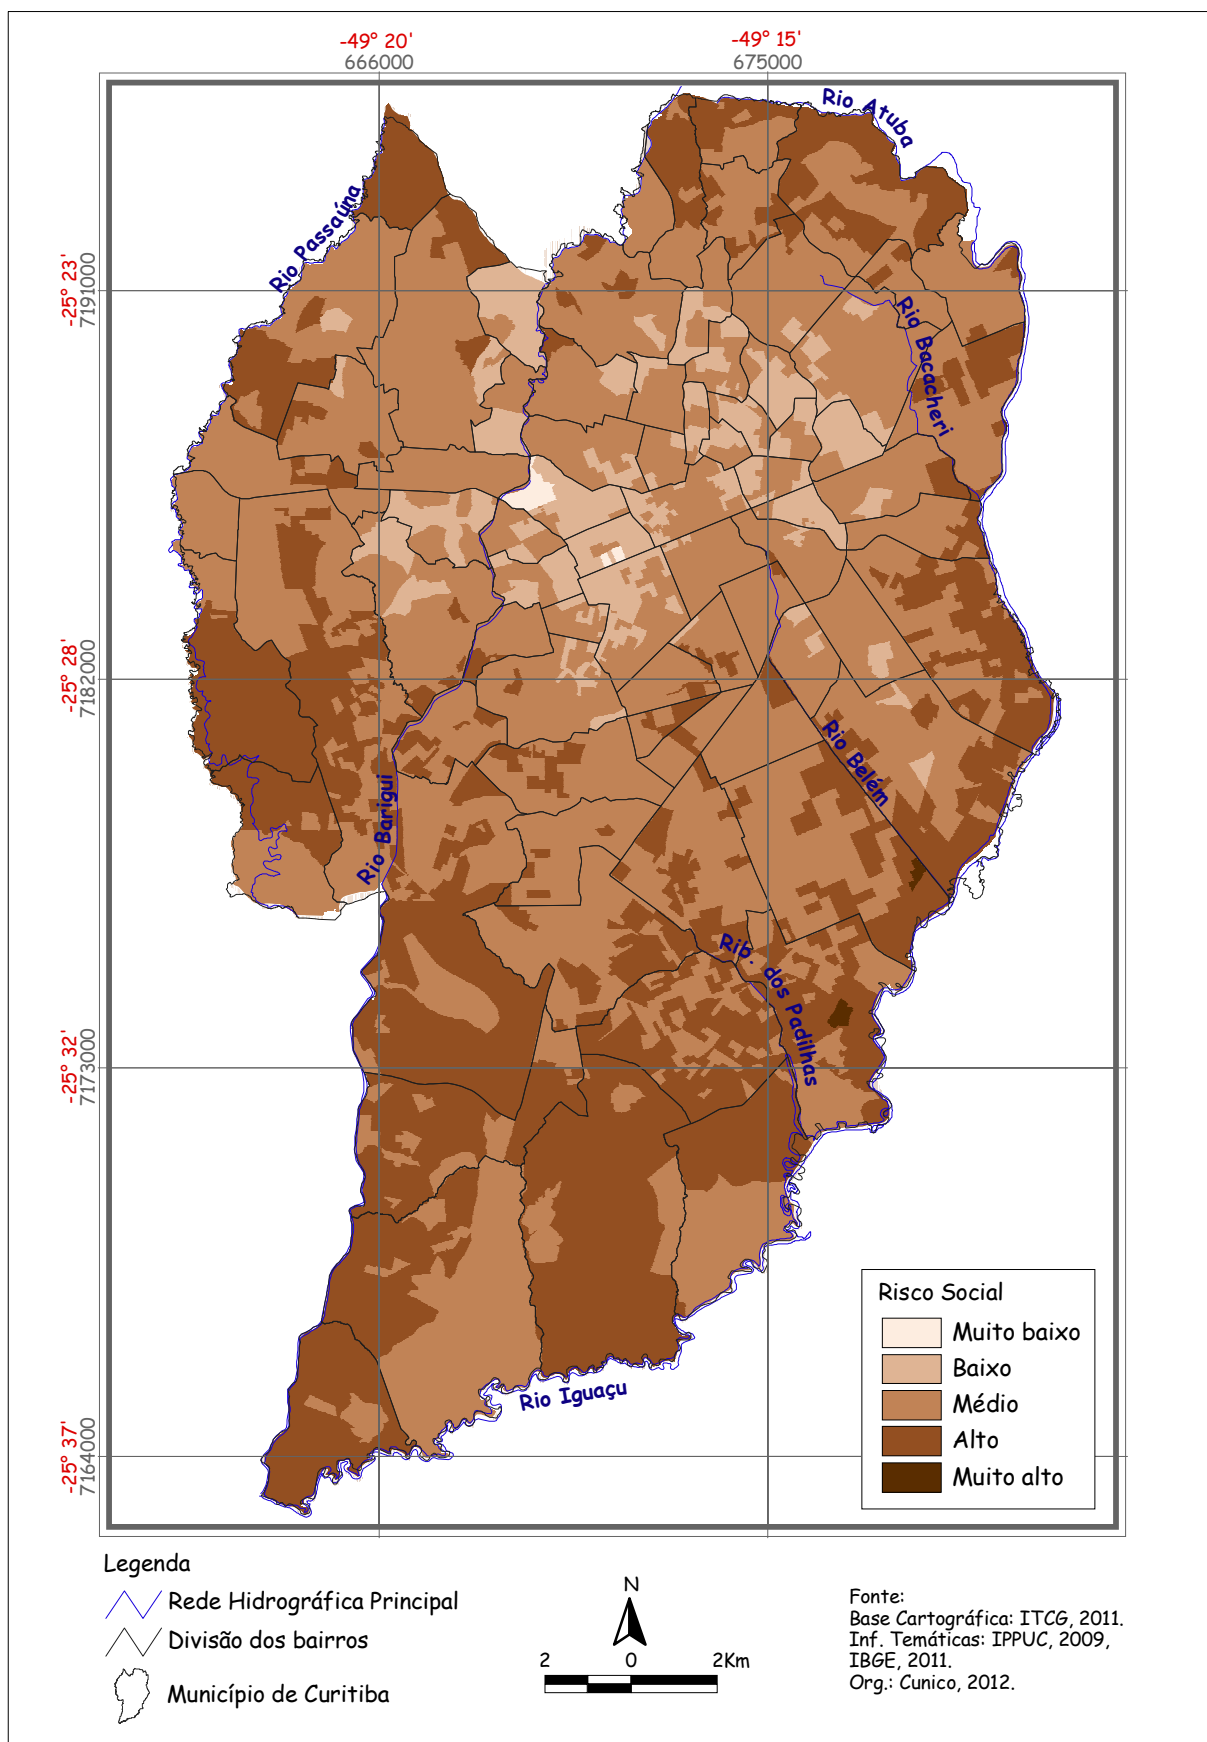 -49° 20'
-49° 15'
666000
675000
Rio Atuba
Rio Passaúna
-25° 23'
7191000
Rio Bacacheri
-25° 28'
7182000
Rio Belém
Rio Barigui
Rib. dos Padilhas
-25° 32'
7173000
Rio Iguaçu
-25° 37'
7164000
Risco Social
Muito baixo
Baixo
Médio
Alto
Muito alto
Legenda
Rede Hidrográfica Principal
Divisão dos bairros
Município de Curitiba
N
2 0 2Km
Fonte:
Base Cartográfica: ITCG, 2011.
Inf. Temáticas: IPPUC, 2009,
IBGE, 2011.
Org.: Cunico, 2012.